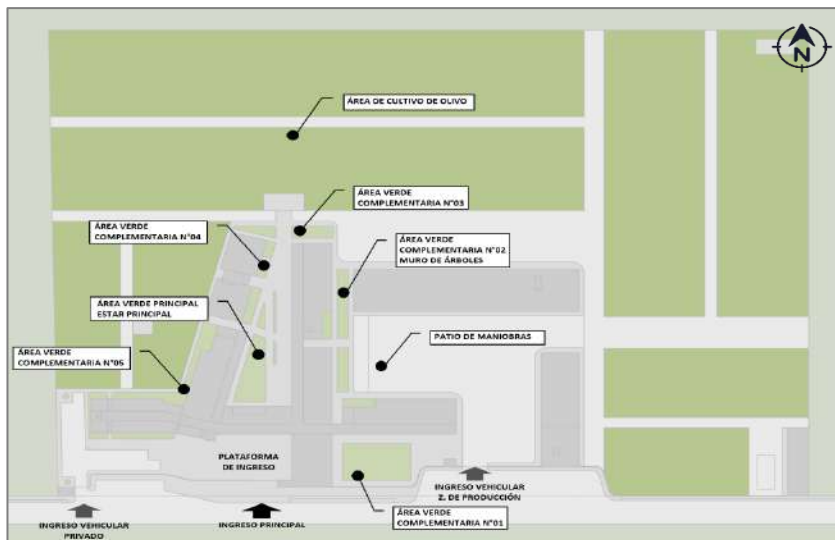 N
ÁREA DE CULTIVO DE OLIVO
ÁREA VERDE
COMPLEMENTARIA N°03
ÁREA VERDE
COMPLEMENTARIA N°04
ÁREA VERDE
COMPLEMENTARIA N°02
MURO DE ÁRBOLES
ÁREA VERDE PRINCIPAL
ESTAR PRINCIPAL
PATIO DE MANIOBRAS
ÁREA VERDE
COMPLEMENTARIA N°05
PLATAFORMA
DE INGRESO
INGRESO VEHICULAR
Z. DE PRODUCCIÓN
INGRESO VEHICULAR
PRIVADO
INGRESO PRINCIPAL
ÁREA VERDE
COMPLEMENTARIA N°01